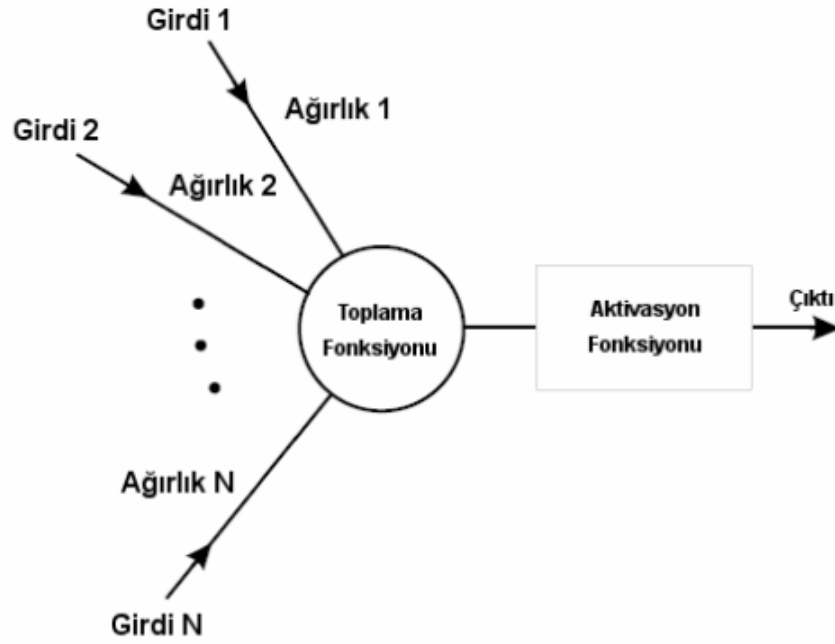 Girdi 1
Ağırlık 1
Girdi 2
Ağırlık 2
Toplama
Fonksiyonu
Aktivasyon
Fonksiyonu
Çıktı
Ağırlık N
Girdi N